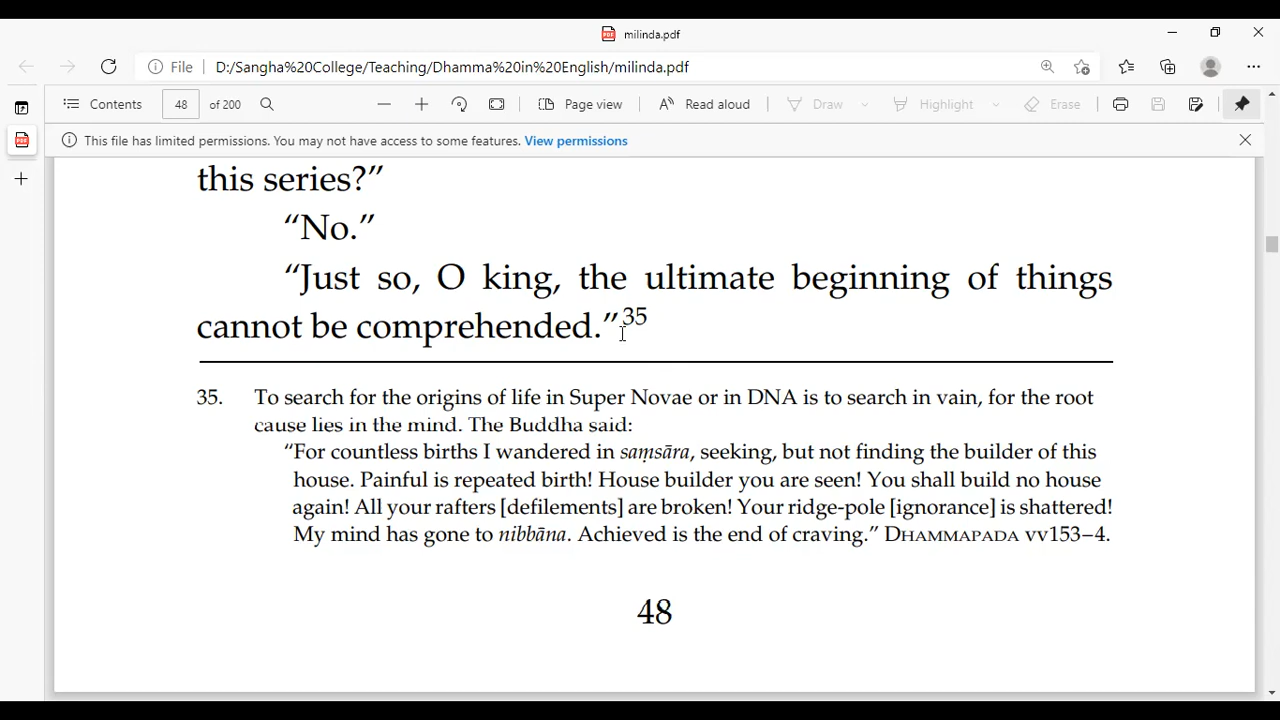 milinda.pdf
File D:/Sangha%20College/Teaching/Dhamma%20in%20English/milinda.pdf
Contents 48 of 200 Page view Read aloud Draw Highlight Erase
This file has limited permissions. You may not have access to some features. View permissions
this series?”
“No.”
“Just so, O king, the ultimate beginning of things
cannot be comprehended.”35
35. To search for the origins of life in Super Novae or in DNA is to search in vain, for the root
cause lies in the mind. The Buddha said:
“For countless births I wandered in saṃsāra, seeking, but not finding the builder of this
house. Painful is repeated birth! House builder you are seen! You shall build no house
again! All your rafters [defilements] are broken! Your ridge-pole [ignorance] is shattered!
My mind has gone to nibbāna. Achieved is the end of craving.” DHAMMAPADA vv153–4.
48